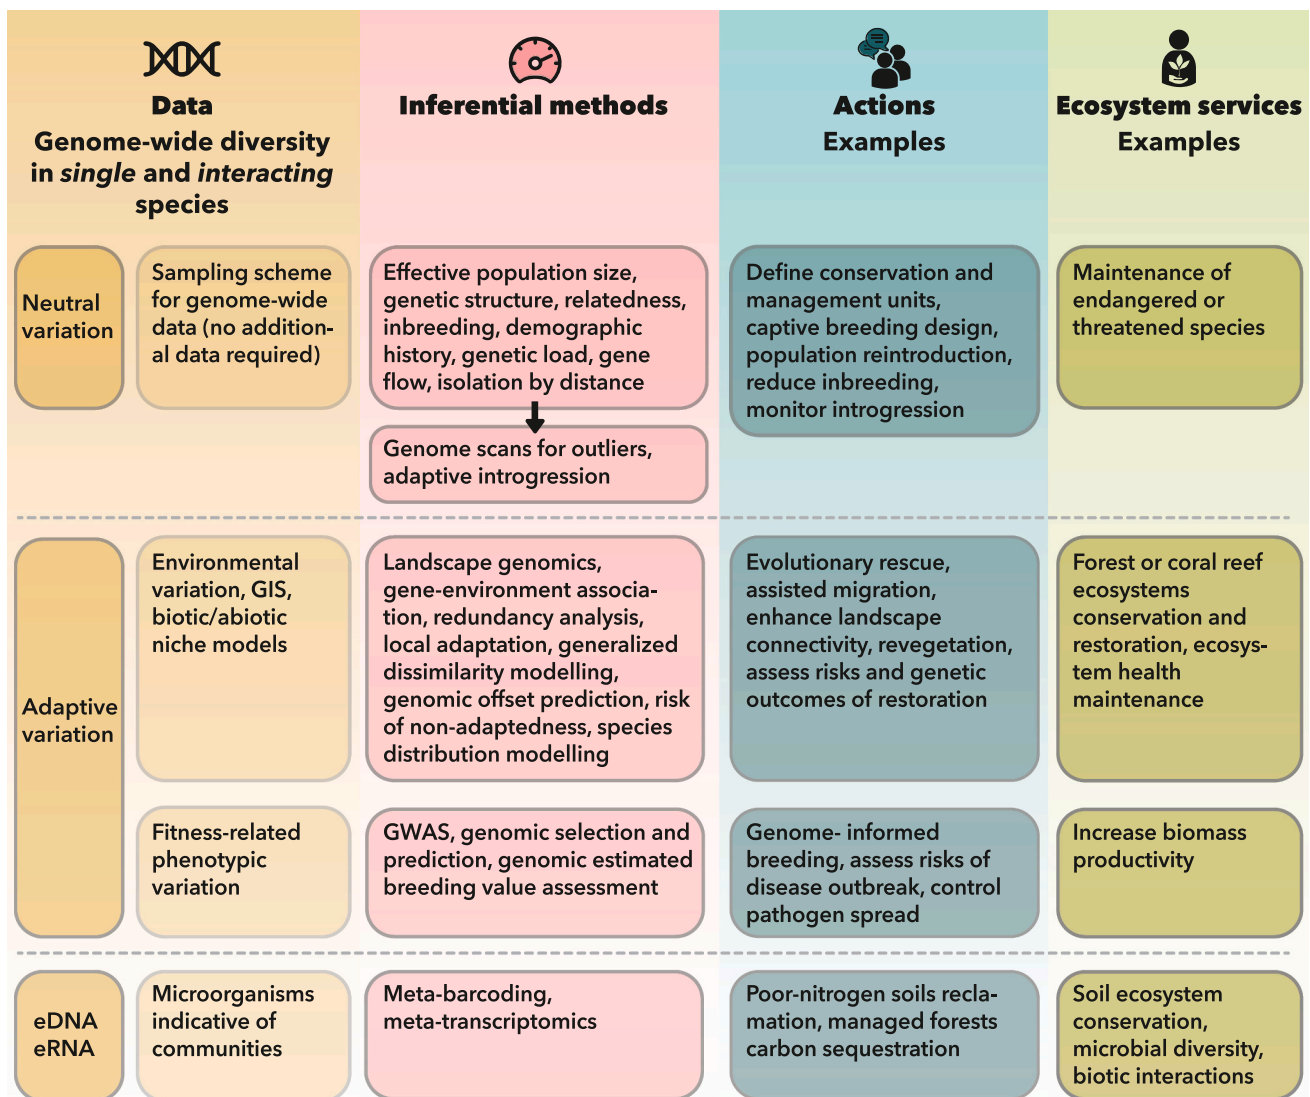 Data
Genome-wide diversity
in single and interacting
species
Inferential methods
Actions
Examples
Ecosystem services
Examples
Neutral
variation
Sampling scheme
for genome-wide
data (no addition-
al data required)
Effective population size,
genetic structure, relatedness,
inbreeding, demographic
history, genetic load, gene
flow, isolation by distance
Genome scans for outliers,
adaptive introgression
Define conservation and
management units,
captive breeding design,
population reintroduction,
reduce inbreeding,
monitor introgression
Maintenance of
endangered or
threatened species
Adaptive
variation
Environmental
variation, GIS,
biotic/abiotic
niche models
Landscape genomics,
gene-environment associa-
tion, redundancy analysis,
local adaptation, generalized
dissimilarity modelling,
genomic offset prediction, risk
of non-adaptedness, species
distribution modelling
Evolutionary rescue,
assisted migration,
enhance landscape
connectivity, revegetation,
assess risks and genetic
outcomes of restoration
Forest or coral reef
ecosystems
conservation and
restoration, ecosys-
tem health
maintenance
Fitness-related
phenotypic
variation
GWAS, genomic selection and
prediction, genomic estimated
breeding value assessment
Genome- informed
breeding, assess risks of
disease outbreak, control
pathogen spread
Increase biomass
productivity
eDNA
eRNA
Microorganisms
indicative of
communities
Meta-barcoding,
meta-transcriptomics
Poor-nitrogen soils recla-
mation, managed forests
carbon sequestration
Soil ecosystem
conservation,
microbial diversity,
biotic interactions